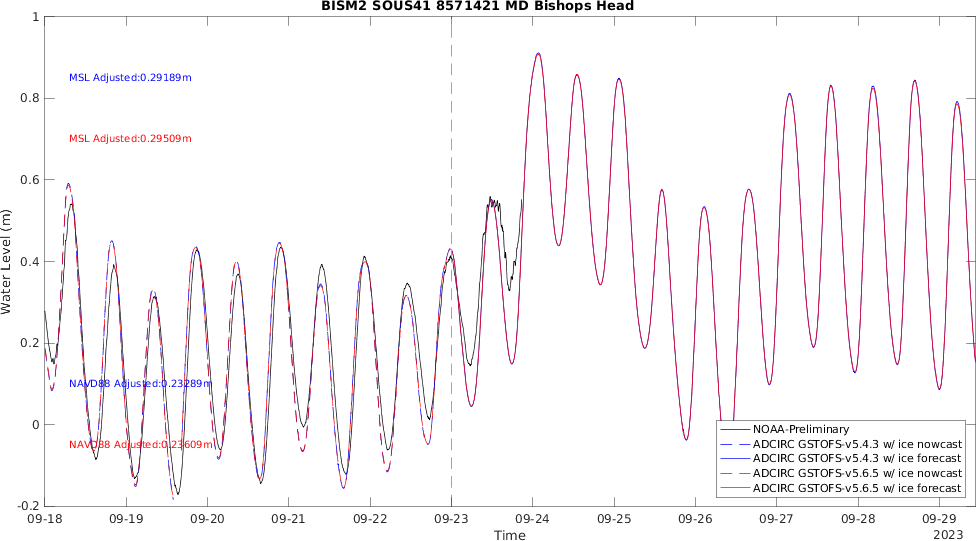 BISM2 SOUS41 8571421 MD Bishops Head
1
0.8
0.6
0.4
0.2
0
-0.2
Water Level (m)
MSL Adjusted:0.29189m
MSL Adjusted:0.29509m
NAVD88 Adjusted:0.23289m
NAVD88 Adjusted:0.23609m
NOAA-Preliminary
ADCIRC GSTOFS-v5.4.3 w/ ice nowcast
ADCIRC GSTOFS-v5.4.3 w/ ice forecast
ADCIRC GSTOFS-v5.6.5 w/ ice nowcast
ADCIRC GSTOFS-v5.6.5 w/ ice forecast
09-18 09-19 09-20 09-21 09-22 09-23 09-24 09-25 09-26 09-27 09-28 09-29
Time
2023